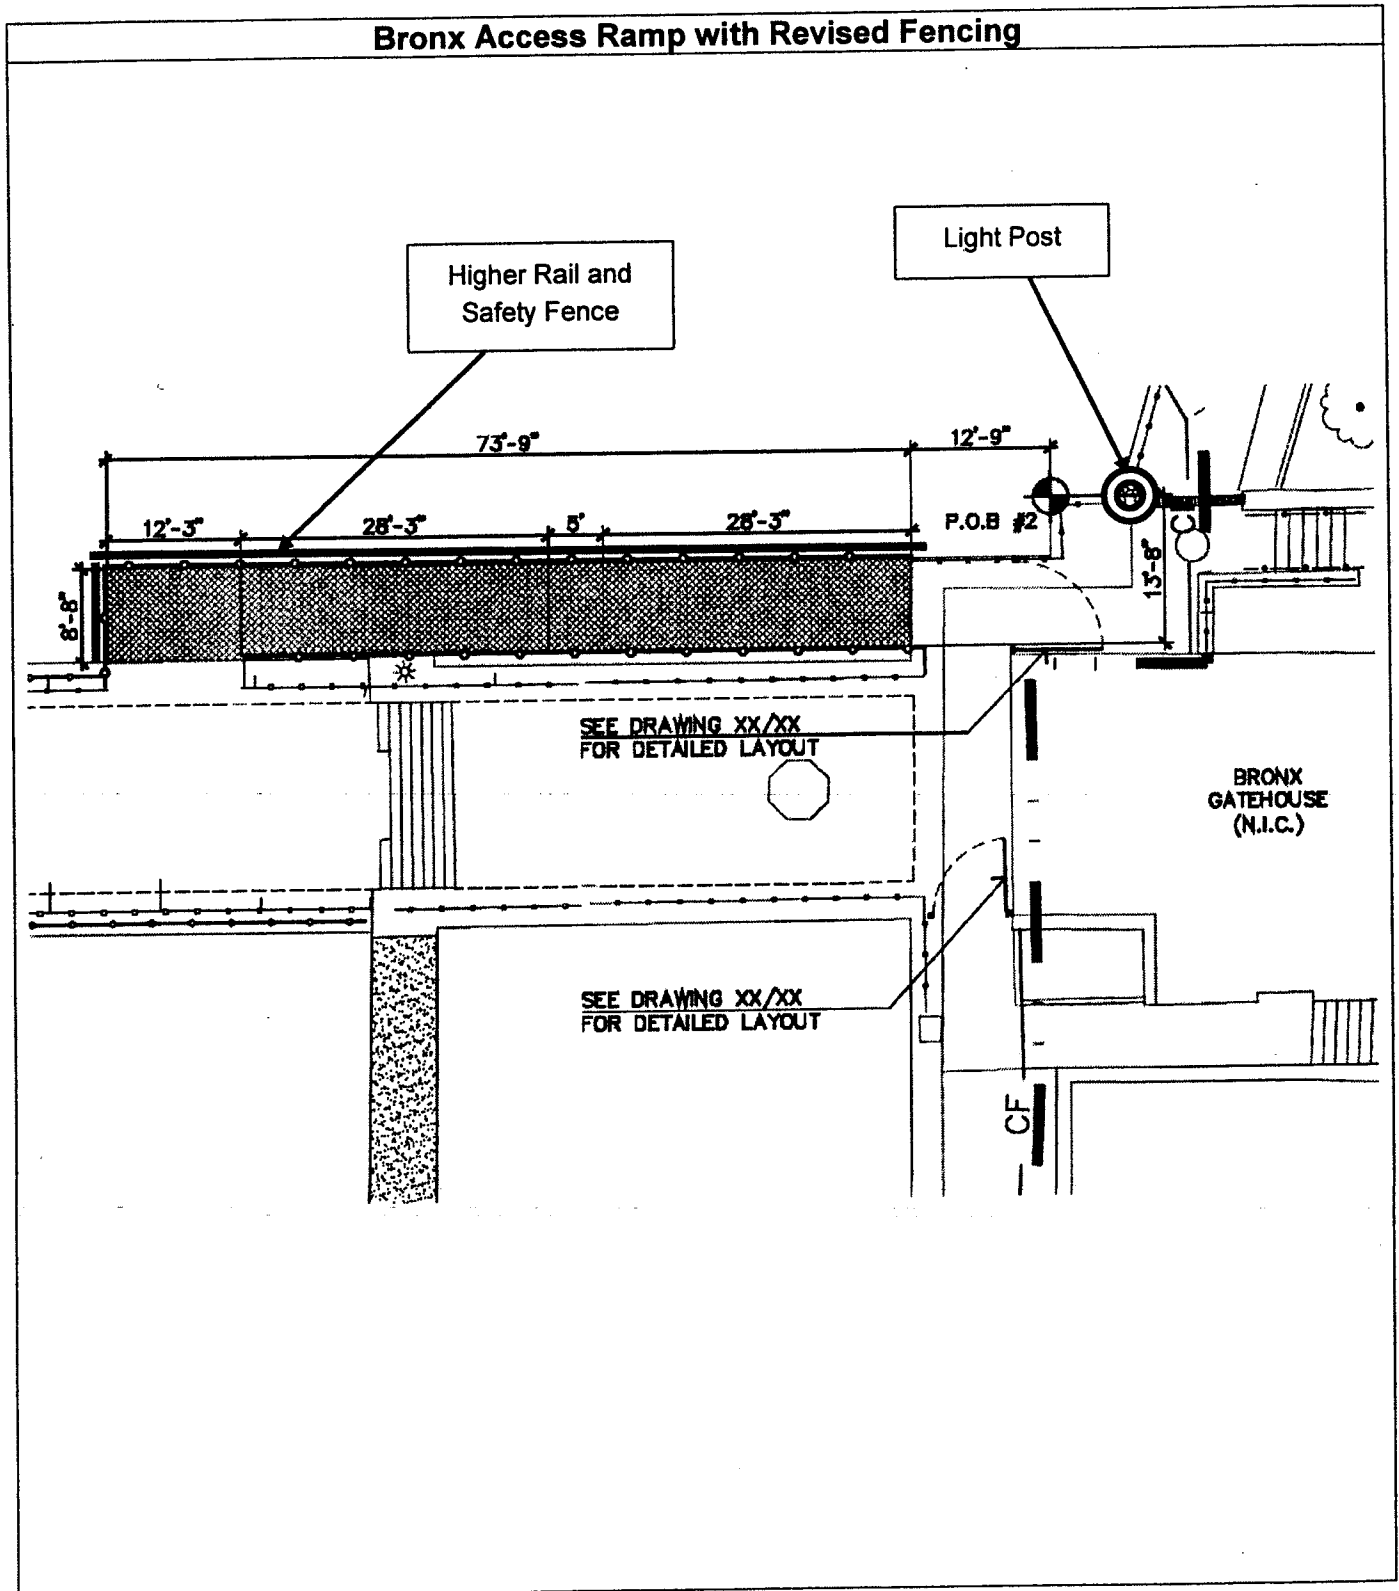 Bronx Access Ramp with Revised Fencing
Light Post
Higher Rail and
Safety Fence
73'-9"
12'-9"
12'-3"
28'-3"
5'
28'-3"
P.O.B #2
C
8'-8"
13'-8"
SEE DRAWING XX/XX
FOR DETAILED LAYOUT
BRONX
GATEHOUSE
(N.I.C.)
SEE DRAWING XX/XX
FOR DETAILED LAYOUT
CF